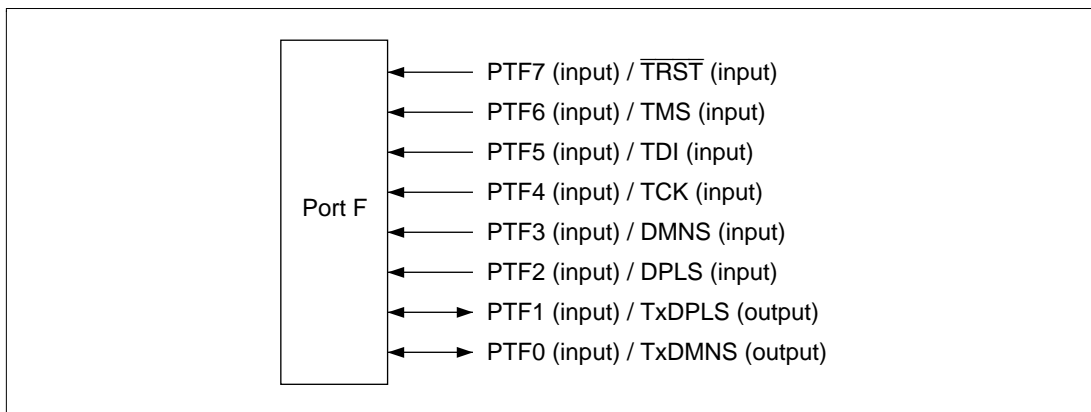 PTF7 (input) / T̅R̅S̅T̅ (input)
PTF6 (input) / TMS (input)
PTF5 (input) / TDI (input)
PTF4 (input) / TCK (input)
Port F
PTF3 (input) / DMNS (input)
PTF2 (input) / DPLS (input)
PTF1 (input) / TxDPLS (output)
PTF0 (input) / TxDMNS (output)